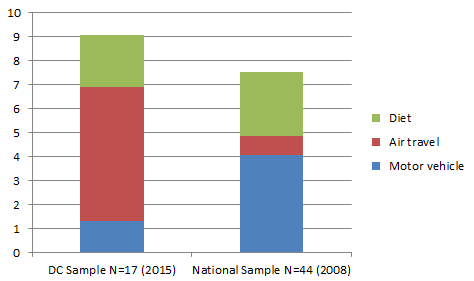 10
9
8
7
6
5
4
3
2
1
0
DC Sample N=17 (2015)
National Sample N=44 (2008)
Diet
Air travel
Motor vehicle